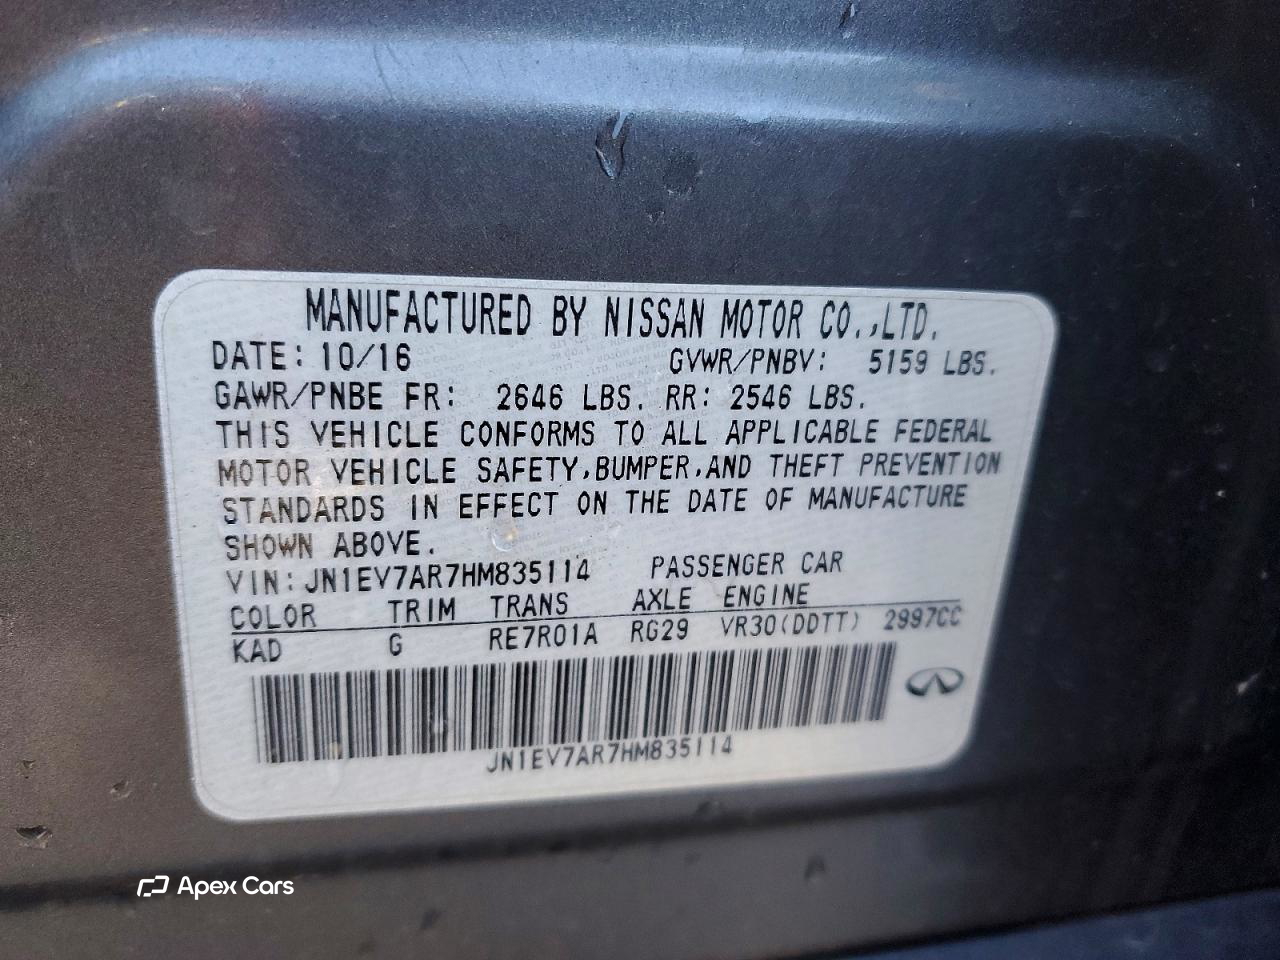 MANUFACTURED BY NISSAN MOTOR CO.,LTD.
DATE: 10/16 GVWR/PNBV: 5159 LBS.
GAWR/PNBE FR: 2646 LBS. RR: 2546 LBS.
THIS VEHICLE CONFORMS TO ALL APPLICABLE FEDERAL
MOTOR VEHICLE SAFETY,BUMPER,AND THEFT PREVENTION
STANDARDS IN EFFECT ON THE DATE OF MANUFACTURE
SHOWN ABOVE.
VIN: JN1EV7AR7HM835114 PASSENGER CAR
COLOR TRIM TRANS AXLE ENGINE
KAD G RE7R01A RG29 VR30(DDTT) 2997CC
JN1EV7AR7HM835114
Apex Cars